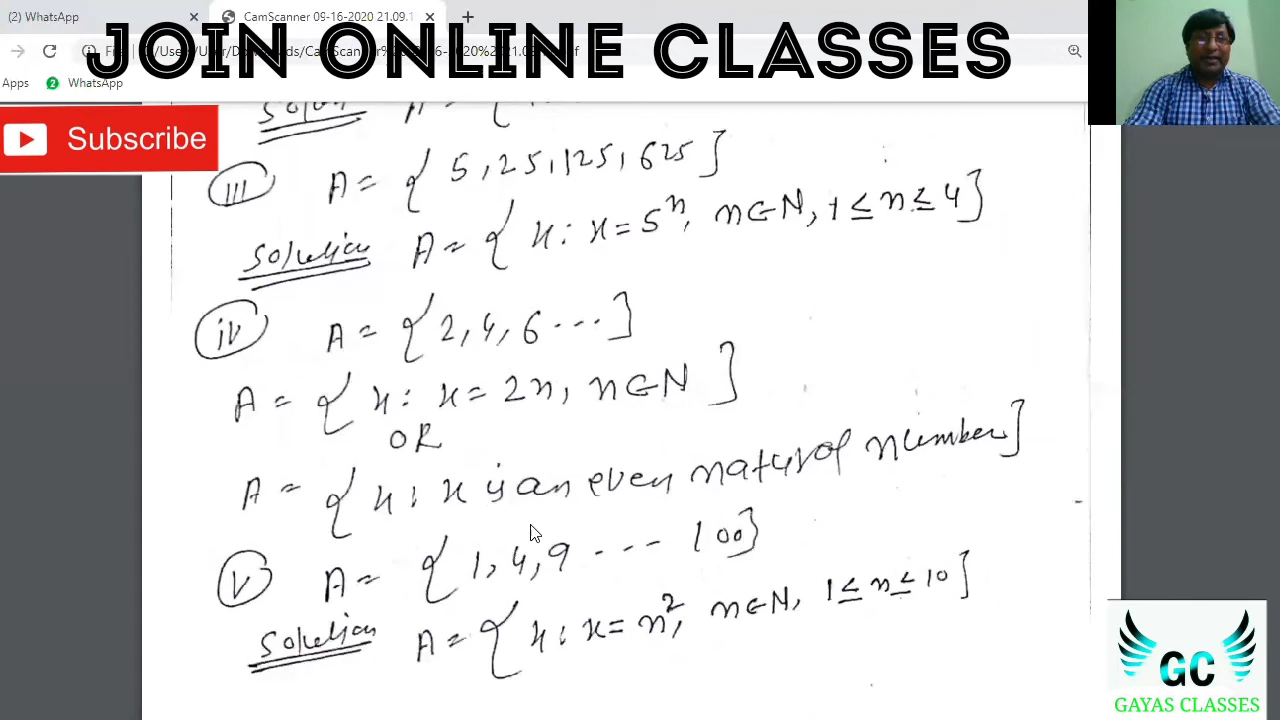 (2) WhatsApp
CamScanner 09-16-2020 21.09.1
JOIN ONLINE CLASSES
Apps
2
WhatsApp
Subscribe
Solution A = {
iii A = { 5, 25, 125, 625 }
Solution A = { x : x = 5ⁿ, n ∈ N, 1 ≤ n ≤ 4 }
iv A = { 2, 4, 6 ... }
A = { x : x = 2n, n ∈ N }
OR
A = { x : x is an even natural number }
v A = { 1, 4, 9 --- 100 }
Solution A = { x : x = n², n ∈ N, 1 ≤ n ≤ 10 }
GC
GAYAS CLASSES